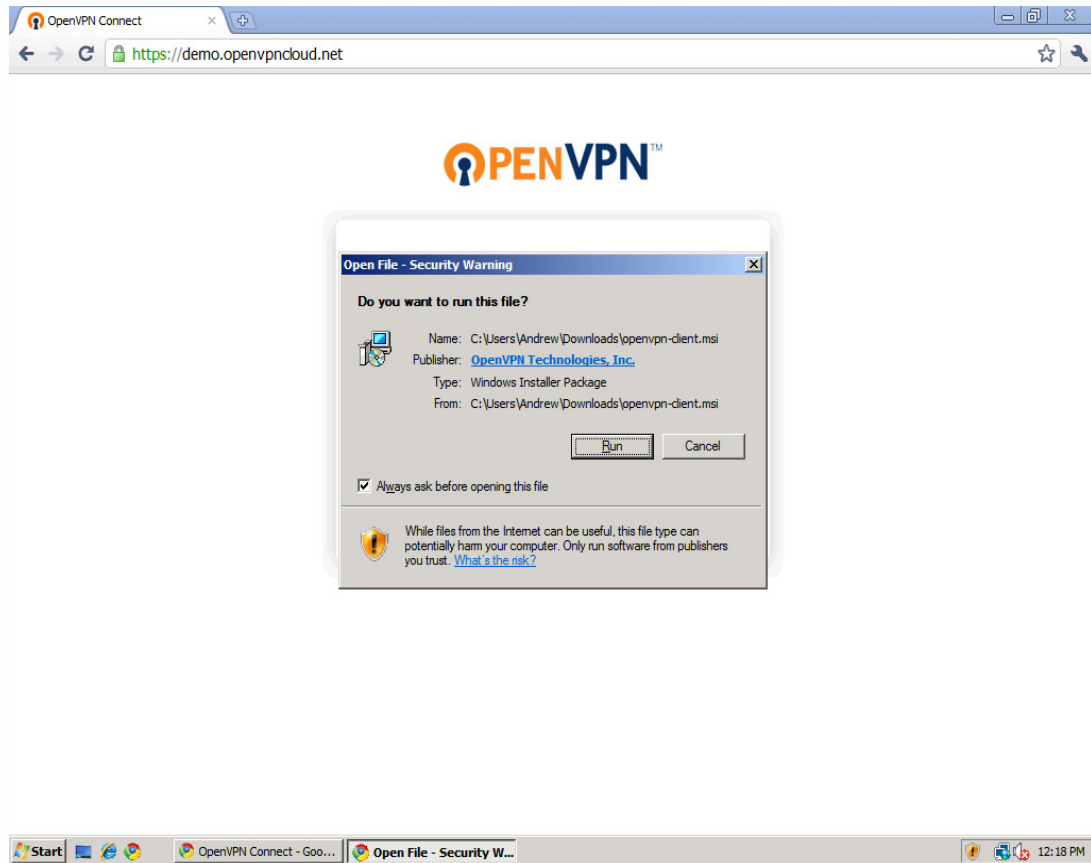 OpenVPN Connect
https://demo.openvpncloud.net
OPENVPN™
Open File - Security Warning
Do you want to run this file?
Name: C:\Users\Andrew\Downloads\openvpn-client.msi
Publisher: OpenVPN Technologies, Inc.
Type: Windows Installer Package
From: C:\Users\Andrew\Downloads\openvpn-client.msi
Run Cancel
Always ask before opening this file
While files from the Internet can be useful, this file type can
potentially harm your computer. Only run software from publishers
you trust. What's the risk?
Start OpenVPN Connect - Goo... Open File - Security W... 12:18 PM